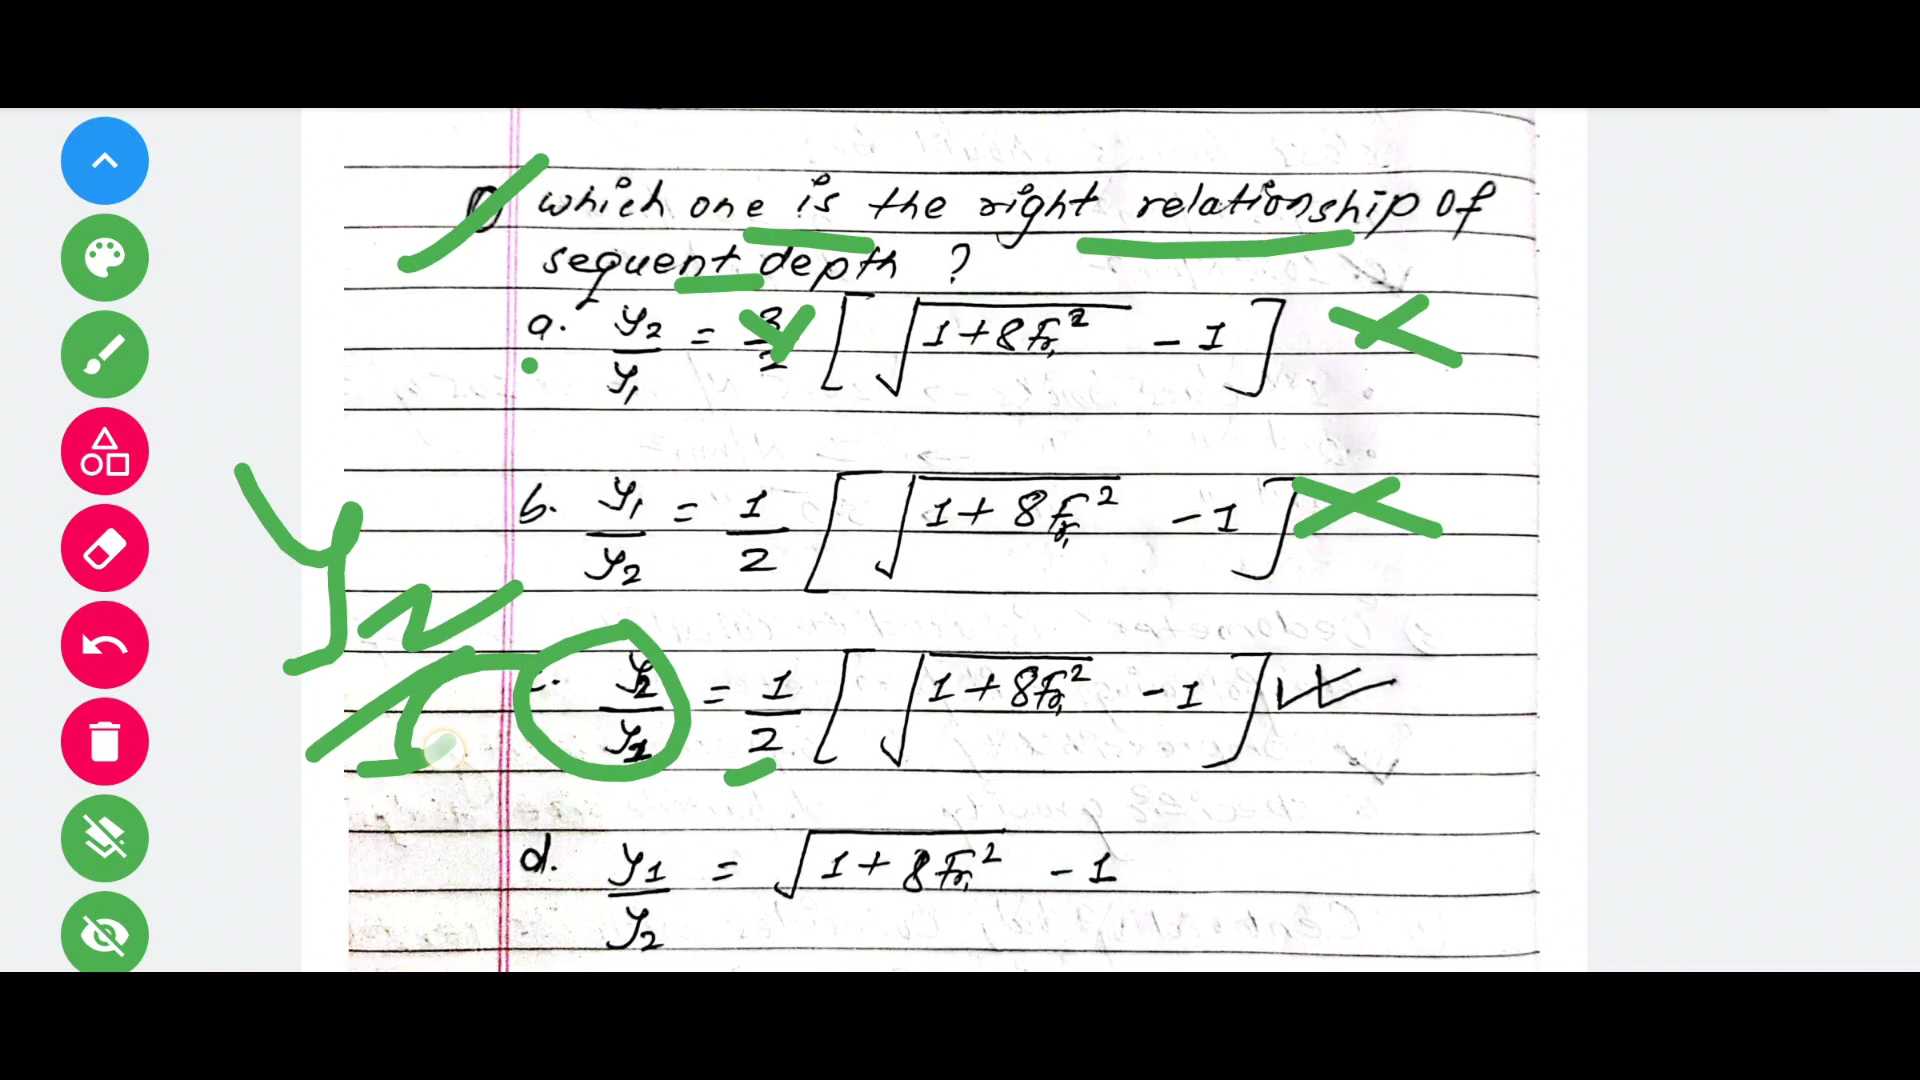 which one is the right relationship of
sequent depth ?
a. y₂/y₁ = 3/2 [√(1+8Fr₁²) - 1]
b. y₁/y₂ = 1/2 [√(1+8Fr₁²) - 1]
c. y₂/y₁ = 1/2 [√(1+8Fr₁²) - 1]
d. y₁/y₂ = √(1+8Fr₁²) - 1